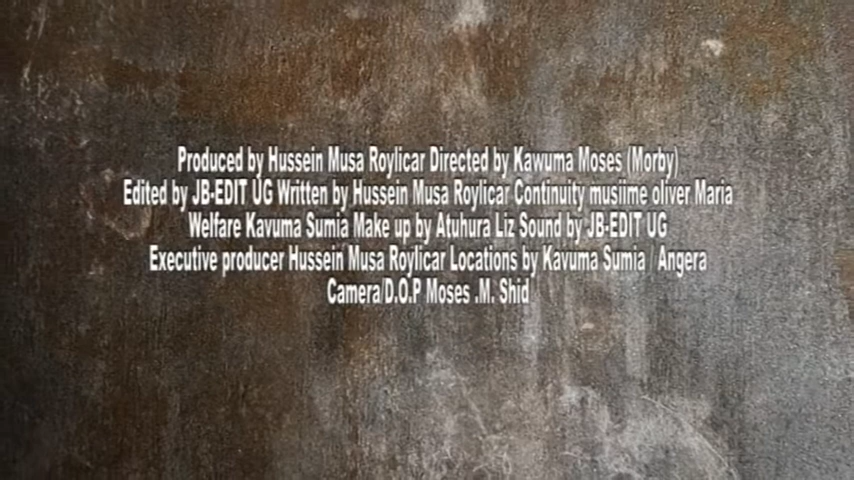 Produced by Hussein Musa Roylicar Directed by Kawuma Moses (Morby)
Edited by JB-EDIT UG Written by Hussein Musa Roylicar Continuity musiime oliver Maria
Welfare Kavuma Sumia Make up by Atuhura Liz Sound by JB-EDIT UG
Executive producer Hussein Musa Roylicar Locations by Kavuma Sumia / Angera
Camera/D.O.P Moses .M. Shid